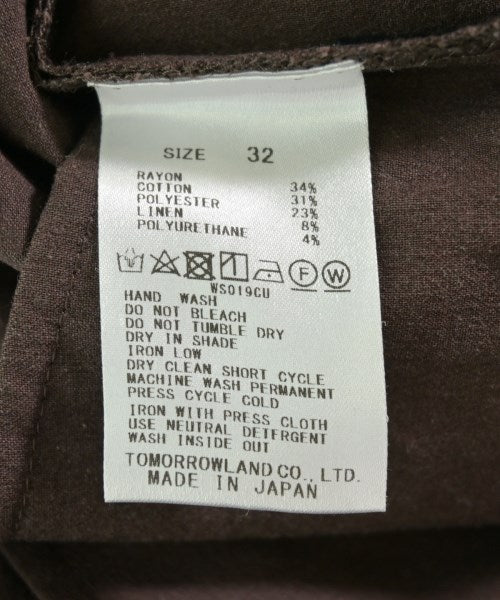 SIZE 32
RAYON 34%
COTTON 31%
POLYESTER 23%
LINEN 8%
POLYURETHANE 4%
F W
WS019CU
HAND WASH
DO NOT BLEACH
DO NOT TUMBLE DRY
DRY IN SHADE
IRON LOW
DRY CLEAN SHORT CYCLE
MACHINE WASH PERMANENT
PRESS CYCLE COLD
IRON WITH PRESS CLOTH
USE NEUTRAL DETERGENT
WASH INSIDE OUT
TOMORROWLAND CO., LTD.
MADE IN JAPAN